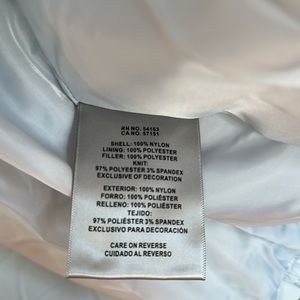 RN NO. 54163
CA NO. 57151
SHELL: 100% NYLON
LINING: 100% POLYESTER
FILLER: 100% POLYESTER
KNIT:
97% POLYESTER 3% SPANDEX
EXCLUSIVE OF DECORATION
EXTERIOR: 100% NYLON
FORRO: 100% POLIÉSTER
RELLENO: 100% POLIÉSTER
TEJIDO:
97% POLIÉSTER 3% SPANDEX
EXCLUSIVO PARA DECORACIÓN
CARE ON REVERSE
CUIDADO AL REVERSO